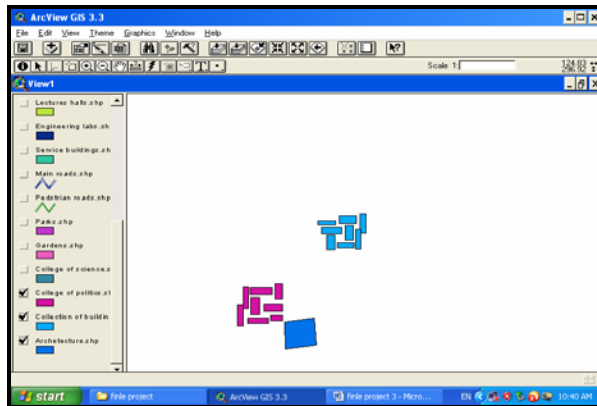 ArcView GIS 3.3
File Edit View Theme Graphics Window Help
Scale 1:
View1
Lectures halls.shp
Engineering labs.sh
Service buildings.sh
Main roads.shp
Pedstrian roads.shp
Parks.shp
Gardens.shp
College of science.s
College of politics.sl
Collection of buildin
Archetecture.shp
start finle project ArcView GIS 3.3 finle project 3 - Micro... EN 10:40 AM